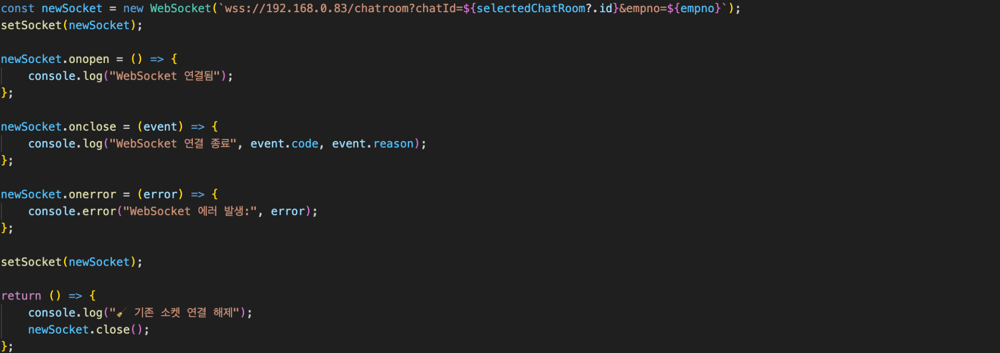 const newSocket = new WebSocket(`wss://192.168.0.83/chatroom?chatId=${selectedChatRoom?.id}&empno=${empno}`);
setSocket(newSocket);
newSocket.onopen = () => {
console.log("WebSocket 연결됨");
};
newSocket.onclose = (event) => {
console.log("WebSocket 연결 종료", event.code, event.reason);
};
newSocket.onerror = (error) => {
console.error("WebSocket 에러 발생:", error);
};
setSocket(newSocket);
return () => {
console.log("🧹 기존 소켓 연결 해제");
newSocket.close();
};